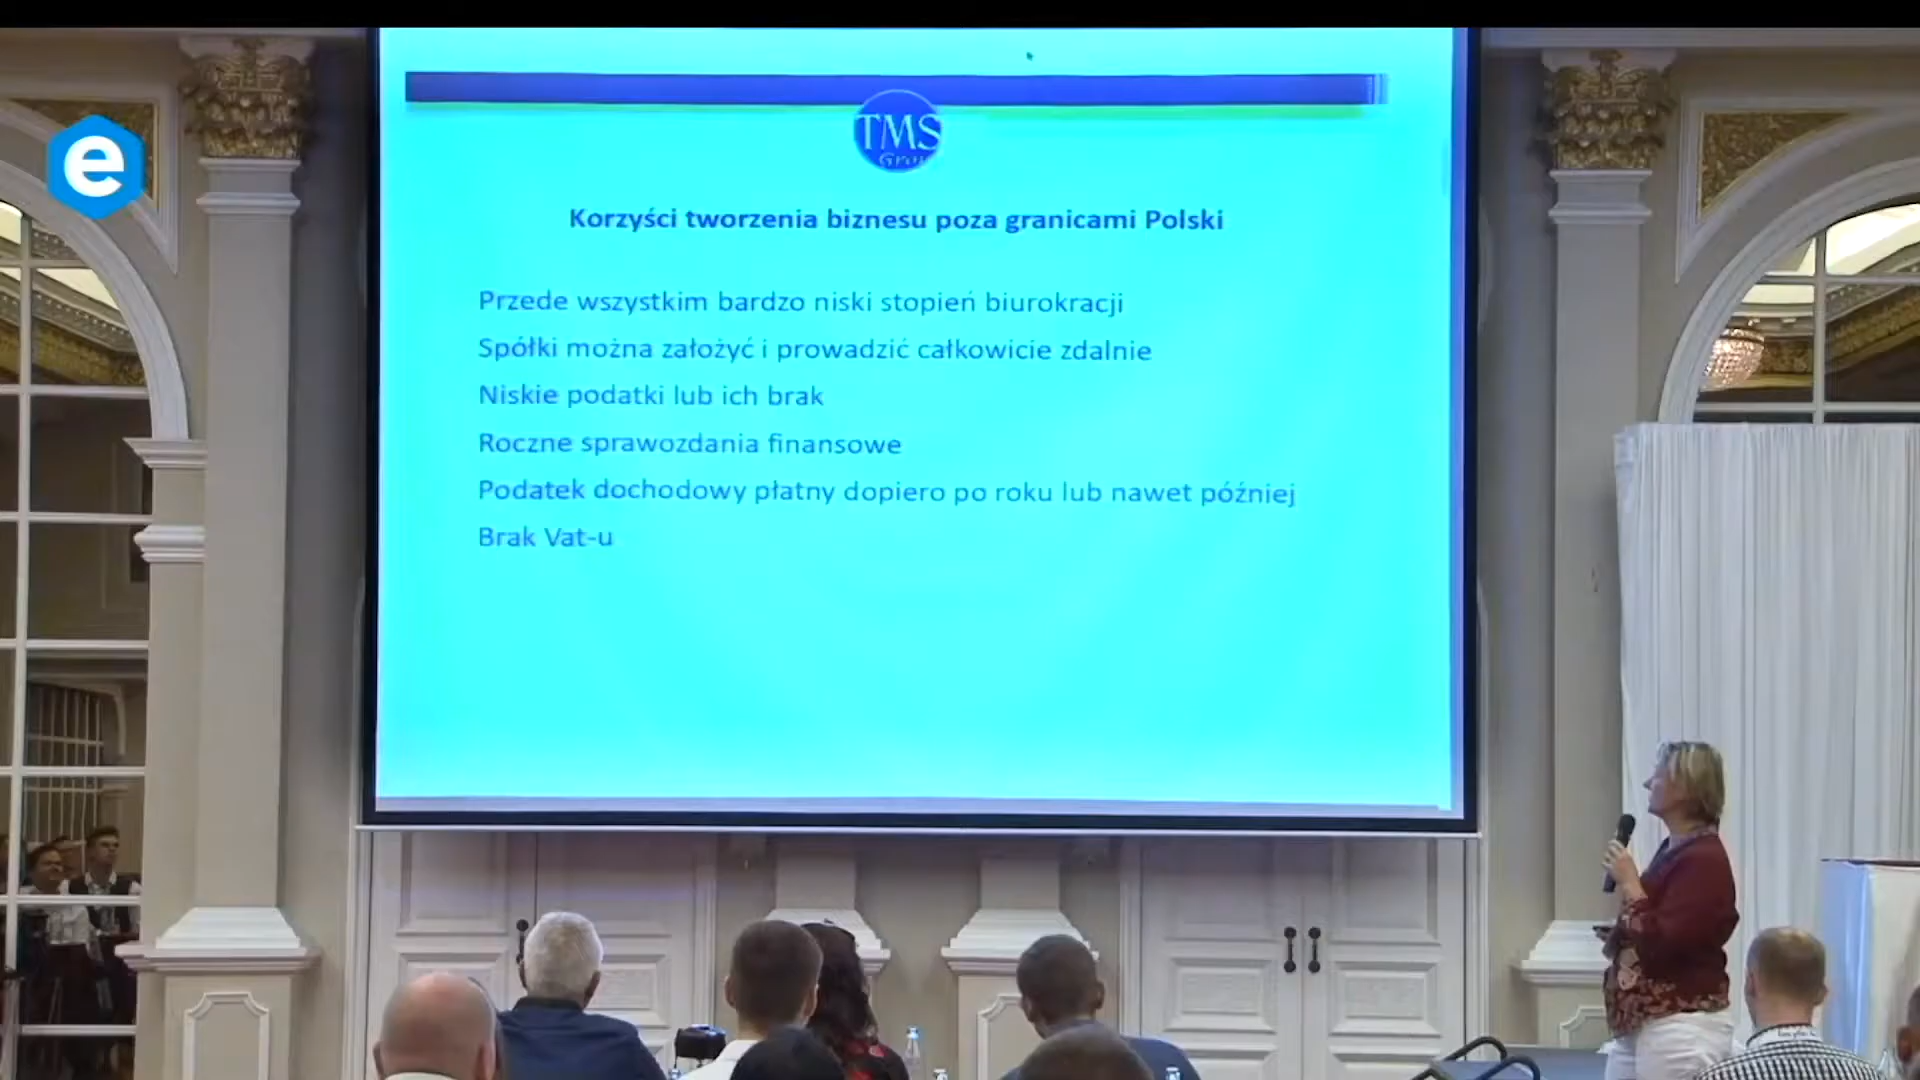 e
TMS
Group
Korzyści tworzenia biznesu poza granicami Polski
Przede wszystkim bardzo niski stopień biurokracji
Spółki można założyć i prowadzić całkowicie zdalnie
Niskie podatki lub ich brak
Roczne sprawozdania finansowe
Podatek dochodowy płatny dopiero po roku lub nawet później
Brak Vat-u